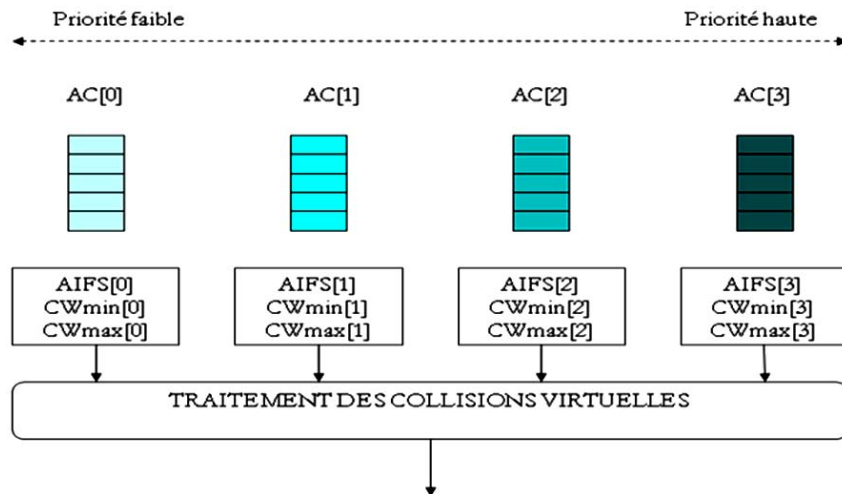 Priorité faible Priorité haute
AC[0] AC[1] AC[2] AC[3]
AIFS[0] AIFS[1] AIFS[2] AIFS[3]
CWmin[0] CWmin[1] CWmin[2] CWmin[3]
CWmax[0] CWmax[1] CWmax[2] CWmax[3]
TRAITEMENT DES COLLISIONS VIRTUELLES